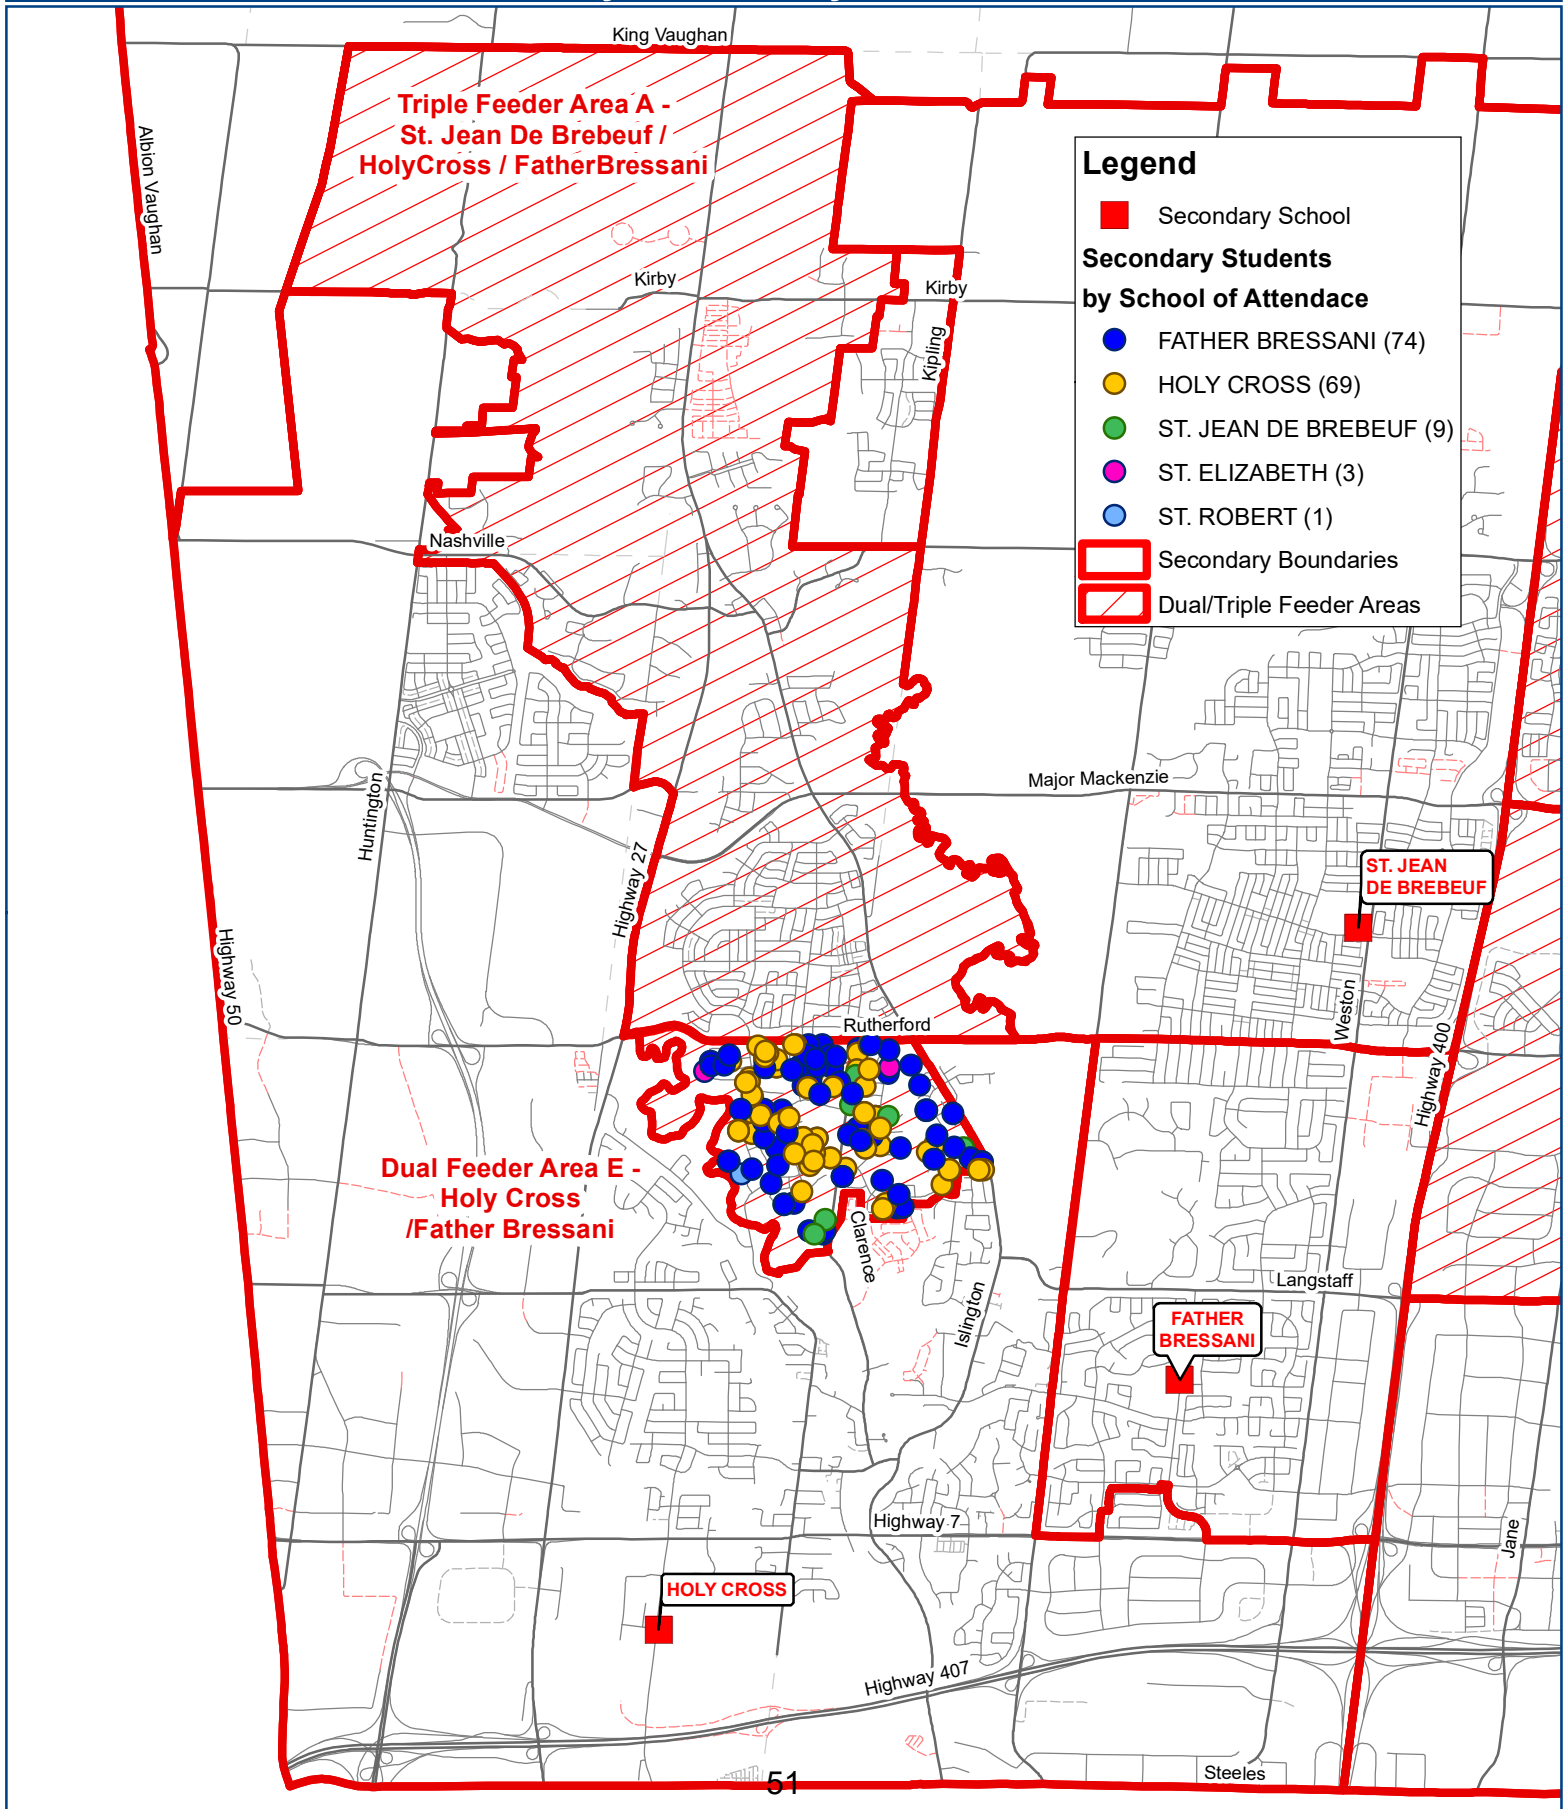 King Vaughan
Triple Feeder Area A -
St. Jean De Brebeuf /
HolyCross / FatherBressani
Albion Vaughan
Legend
Secondary School
Secondary Students
by School of Attendace
FATHER BRESSANI (74)
HOLY CROSS (69)
ST. JEAN DE BREBEUF (9)
ST. ELIZABETH (3)
ST. ROBERT (1)
Secondary Boundaries
Dual/Triple Feeder Areas
Kirby
Kirby
Kipling
Nashville
Major Mackenzie
Huntington
Highway 27
ST. JEAN
DE BREBEUF
Highway 50
Rutherford
Weston
Highway 400
Dual Feeder Area E -
Holy Cross
/Father Bressani
Clarence
Islington
Langstaff
FATHER
BRESSANI
Highway 7
Jane
HOLY CROSS
Highway 407
Steeles
51